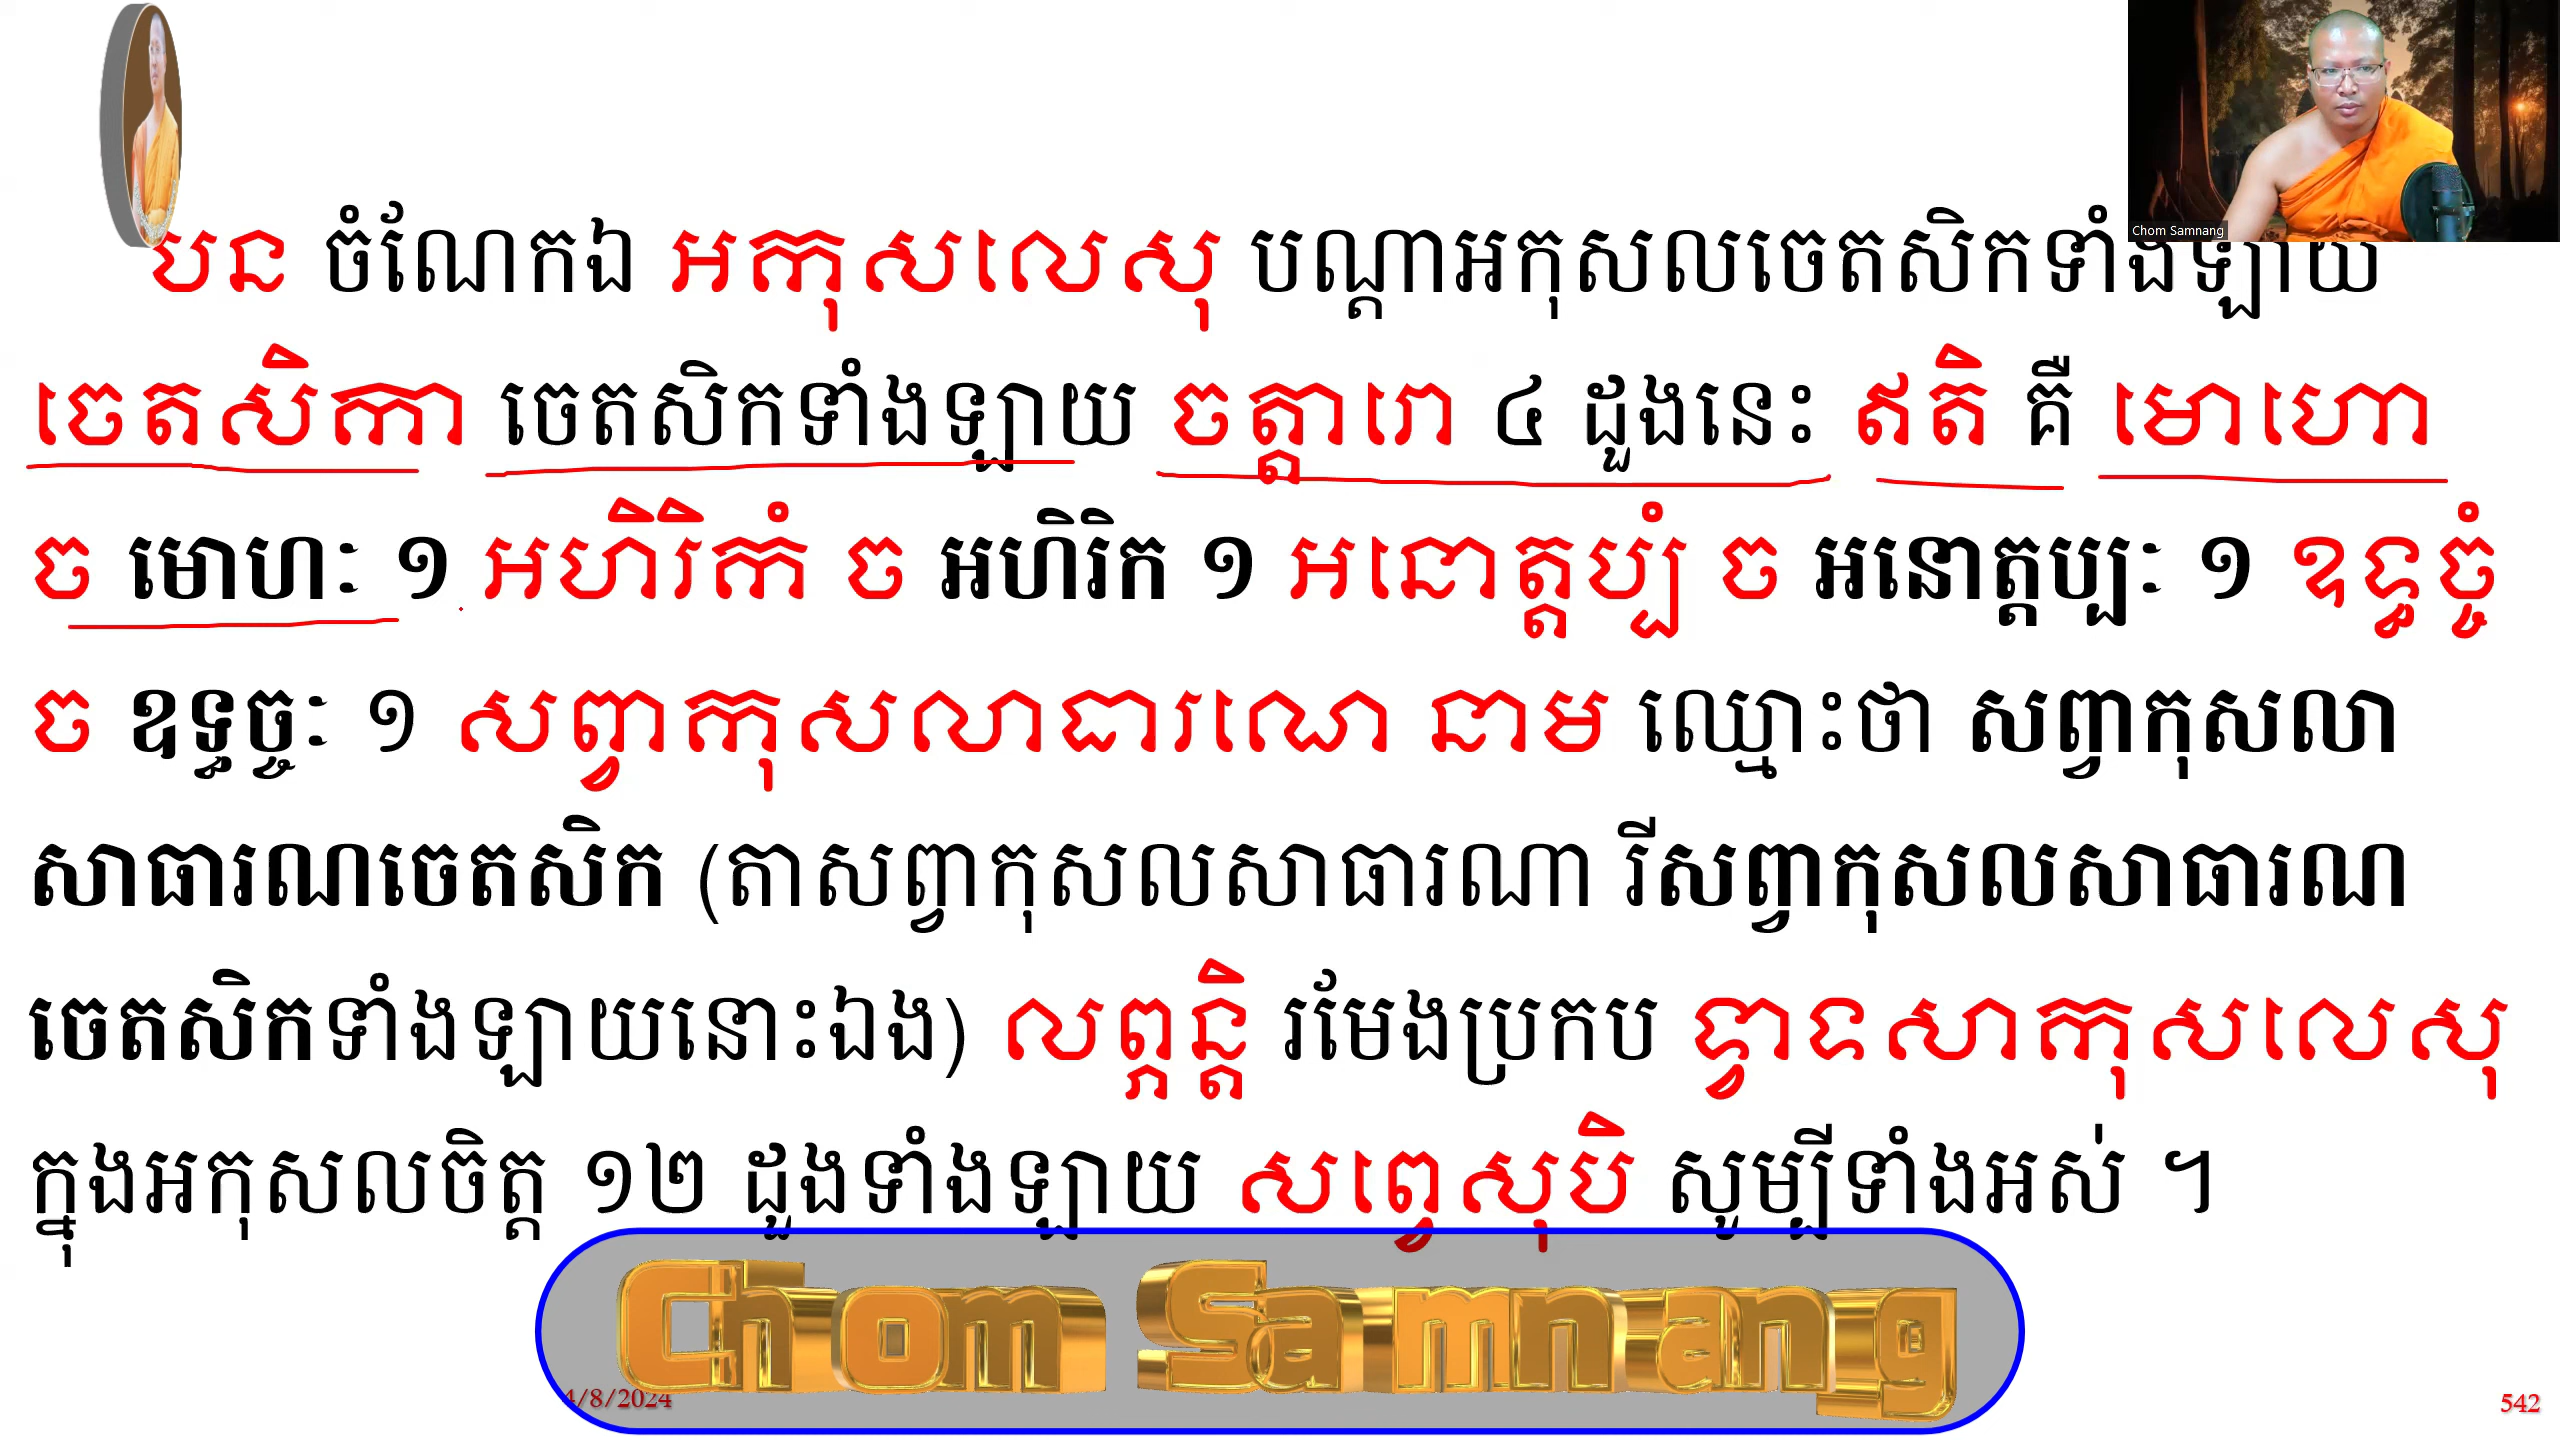 Chom Samnang
បន ចំណែកឯ អកុសលេសុ បណ្ដាអកុសលចេតសិកទាំងឡាយ
ចេតសិកា ចេតសិកទាំងឡាយ ចត្តារោ ៤ ដួងនេះ ឥតិ គឺ មោហោ
ច មោហៈ ១ អហិរិកំ ច អហិរិក ១ អនោត្តប្បំ ច អនោត្តប្បៈ ១ ឧទ្ធច្ចំ
ច ឧទ្ធច្ចៈ ១ សព្វាកុសលាធារណេ នាម ឈ្មោះថា សព្វាកុសលា
សាធារណចេតសិក (តាសព្វាកុសលសាធារណា រីសព្វាកុសលសាធារណ
ចេតសិកទាំងឡាយនោះឯង) លព្ភន្តិ រមែងប្រកប ទ្វាទសាកុសលេសុ
ក្នុងអកុសលចិត្ត ១២ ដួងទាំងឡាយ សព្វេសុបិ សូម្បីទាំងអស់ ។
Chom Samnang
4/8/2024
542